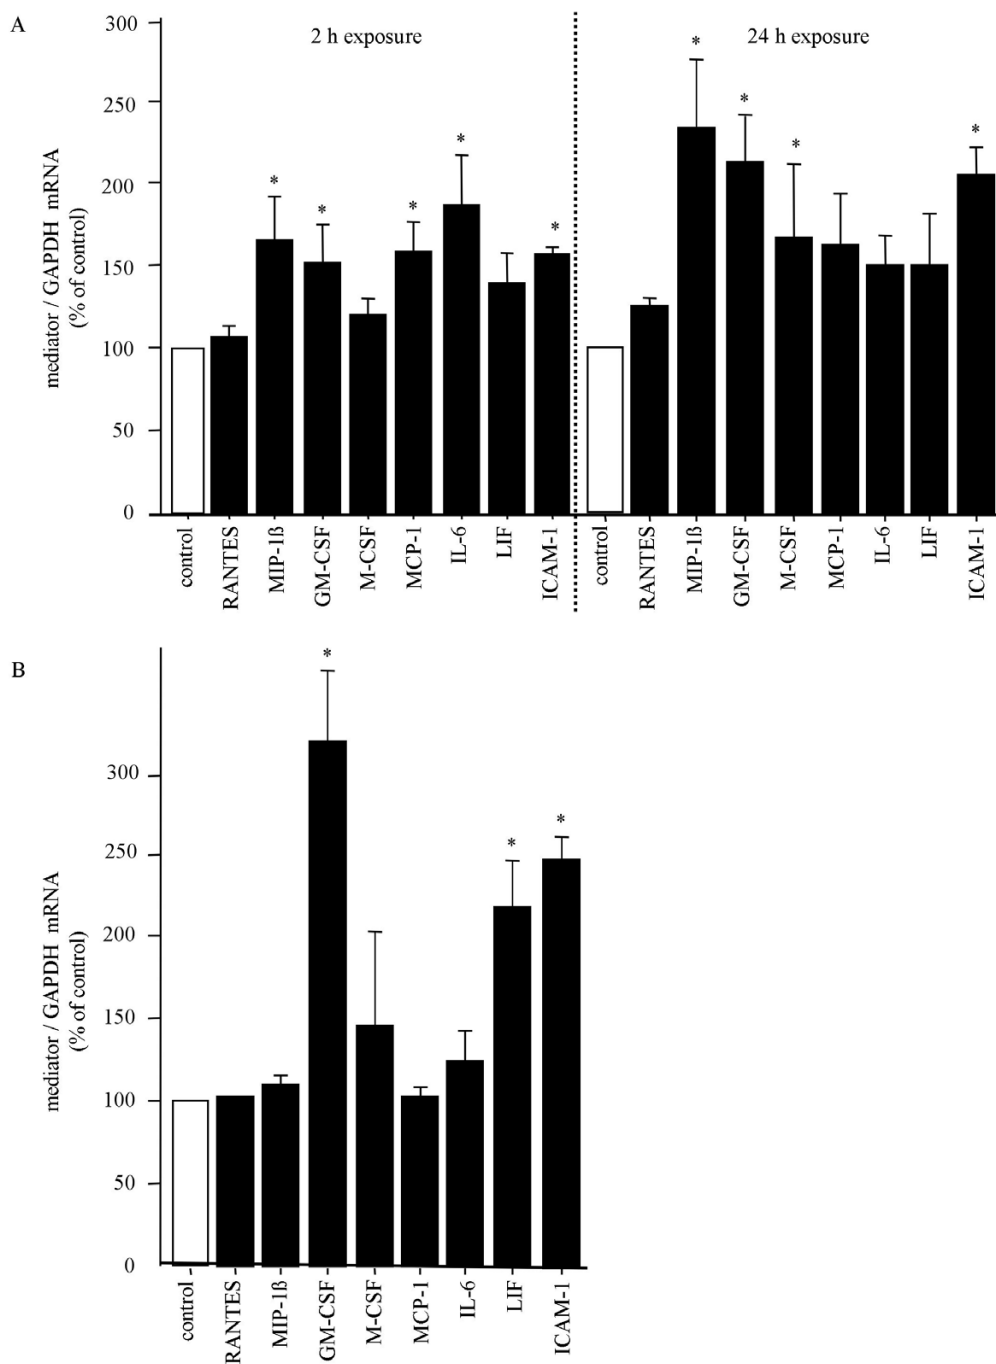 A
2 h exposure
24 h exposure
mediator / GAPDH mRNA
(% of control)
300
250
200
150
100
50
0
*
*
*
*
*
*
*
*
*
control
RANTES
MIP-1ß
GM-CSF
M-CSF
MCP-1
IL-6
LIF
ICAM-1
control
RANTES
MIP-1ß
GM-CSF
M-CSF
MCP-1
IL-6
LIF
ICAM-1
B
mediator / GAPDH mRNA
(% of control)
300
250
200
150
100
50
0
*
*
*
control
RANTES
MIP-1ß
GM-CSF
M-CSF
MCP-1
IL-6
LIF
ICAM-1